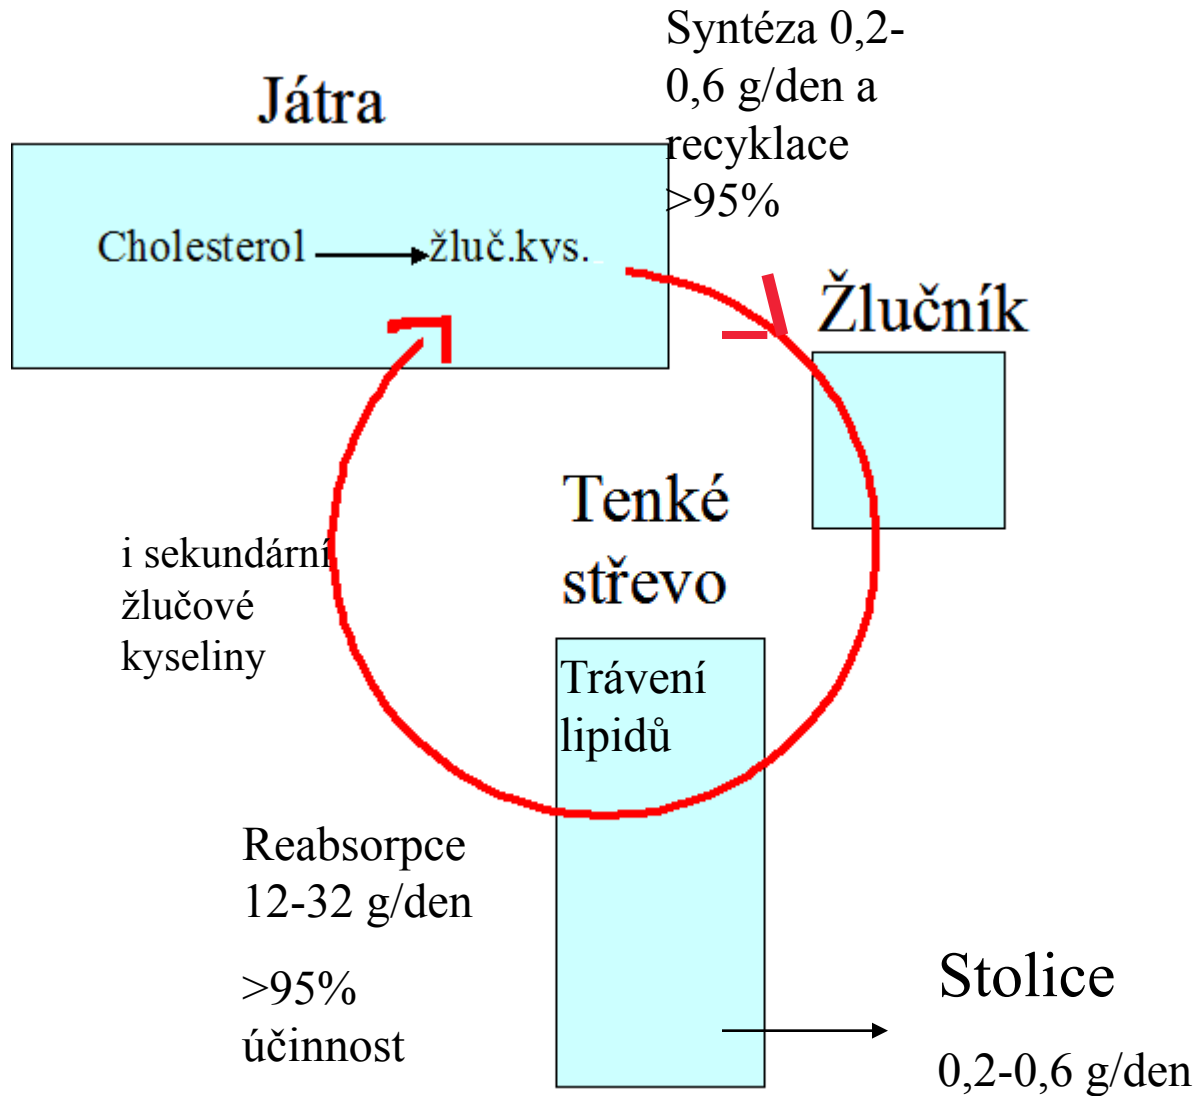 Syntéza 0,2-
0,6 g/den a
recyklace
>95%
Játra
Cholesterol žluč.kys.
Žlučník
Tenké
střevo
i sekundární
žlučové
kyseliny
Trávení
lipidů
Reabsorpce
12-32 g/den
>95%
účinnost
Stolice
0,2-0,6 g/den